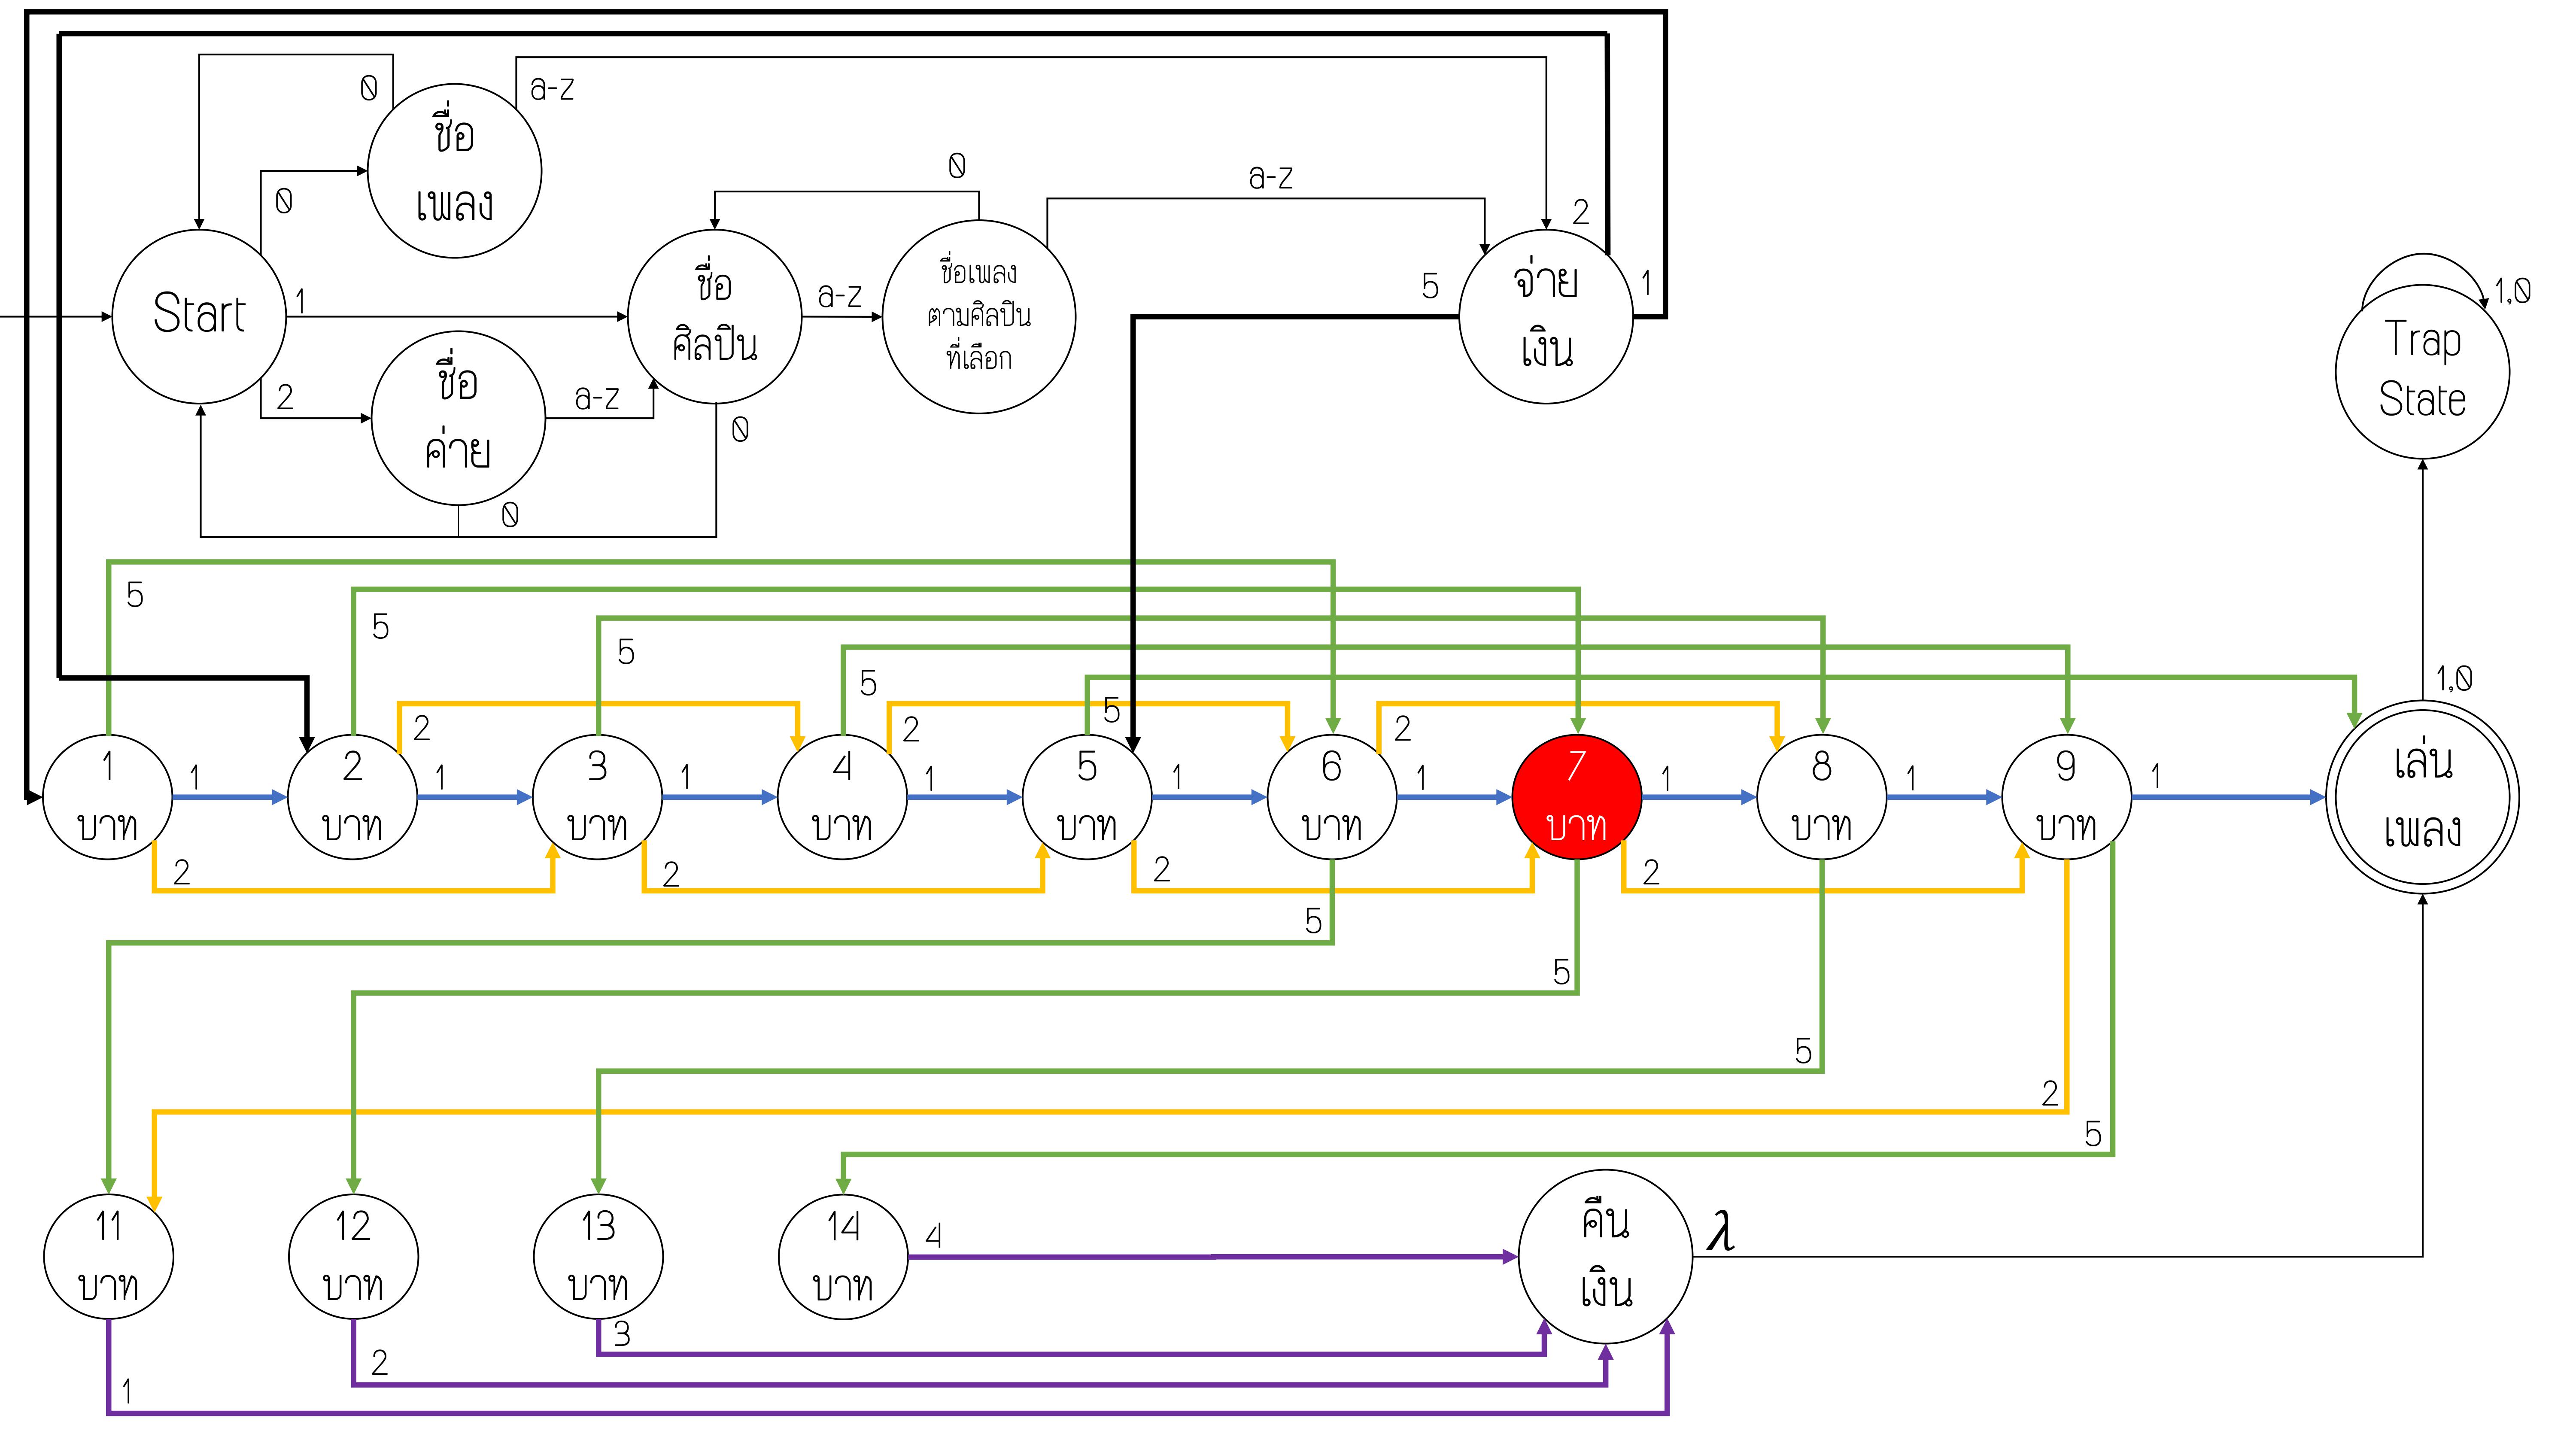 0
a-z
ชื่อ
เพลง
0
0
a-z
2
Start
1
ชื่อ
ศิลปิน
a-z
ชื่อเพลง
ตามศิลปิน
ที่เลือก
5
จ่าย
เงิน
1
1,0
Trap
State
2
ชื่อ
ค่าย
a-z
0
0
5
5
5
5
5
1,0
2
2
2
1
บาท
1
2
บาท
1
3
บาท
1
4
บาท
1
5
บาท
1
6
บาท
1
7
บาท
1
8
บาท
1
9
บาท
1
เล่น
เพลง
2
2
2
2
5
5
5
2
5
11
บาท
12
บาท
13
บาท
14
บาท
4
คืน
เงิน
λ
3
2
1